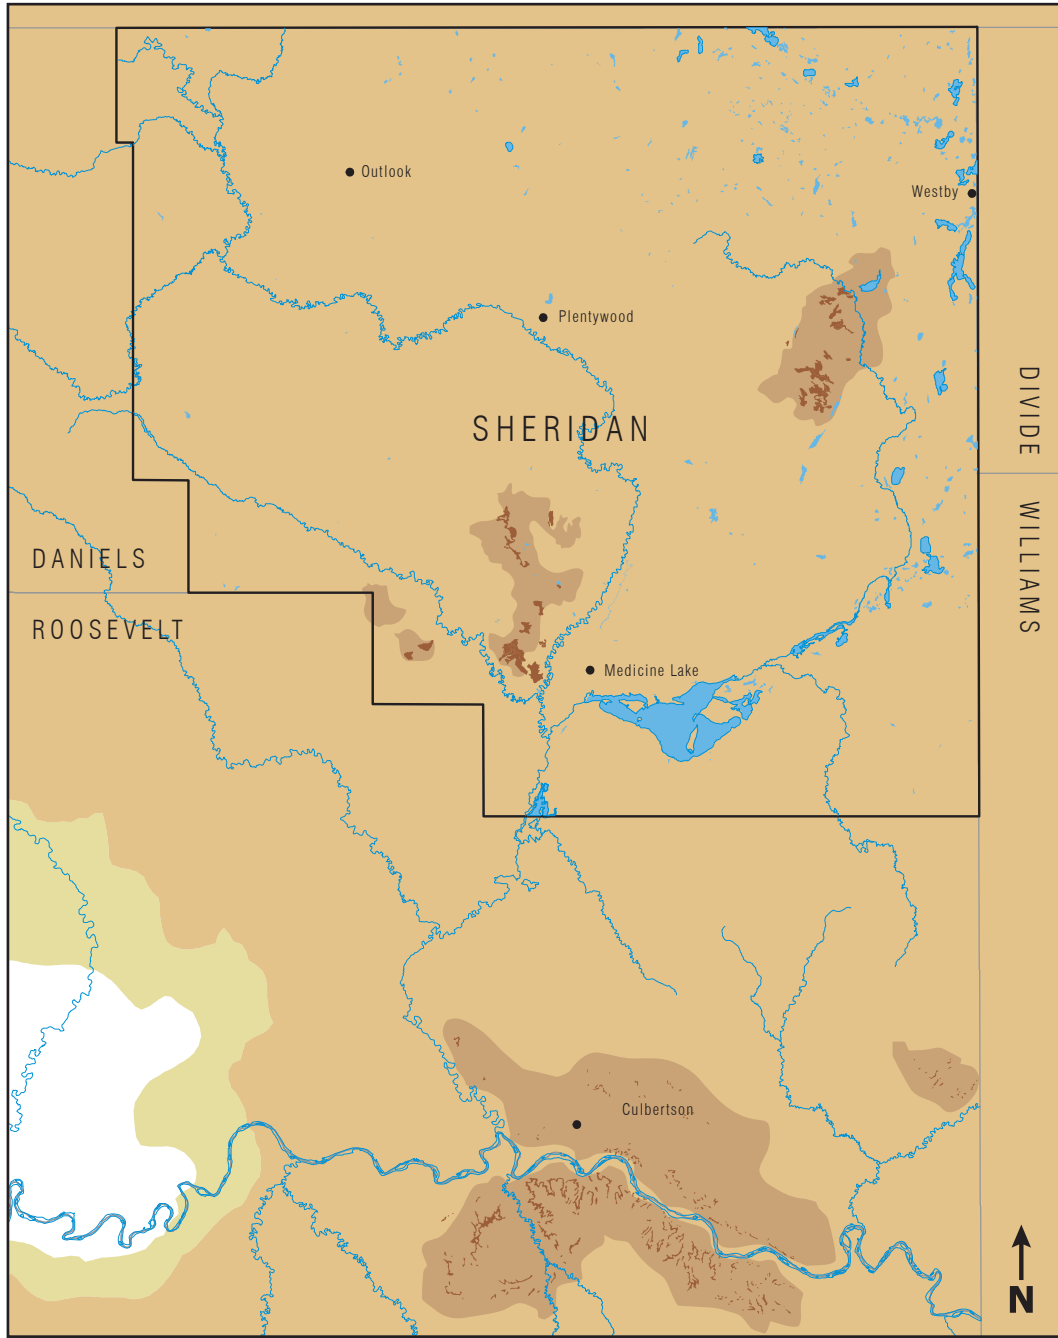 Outlook
Westby
Plentywood
DIVIDE
SHERIDAN
WILLIAMS
DANIELS
ROOSEVELT
Medicine Lake
Culbertson
N